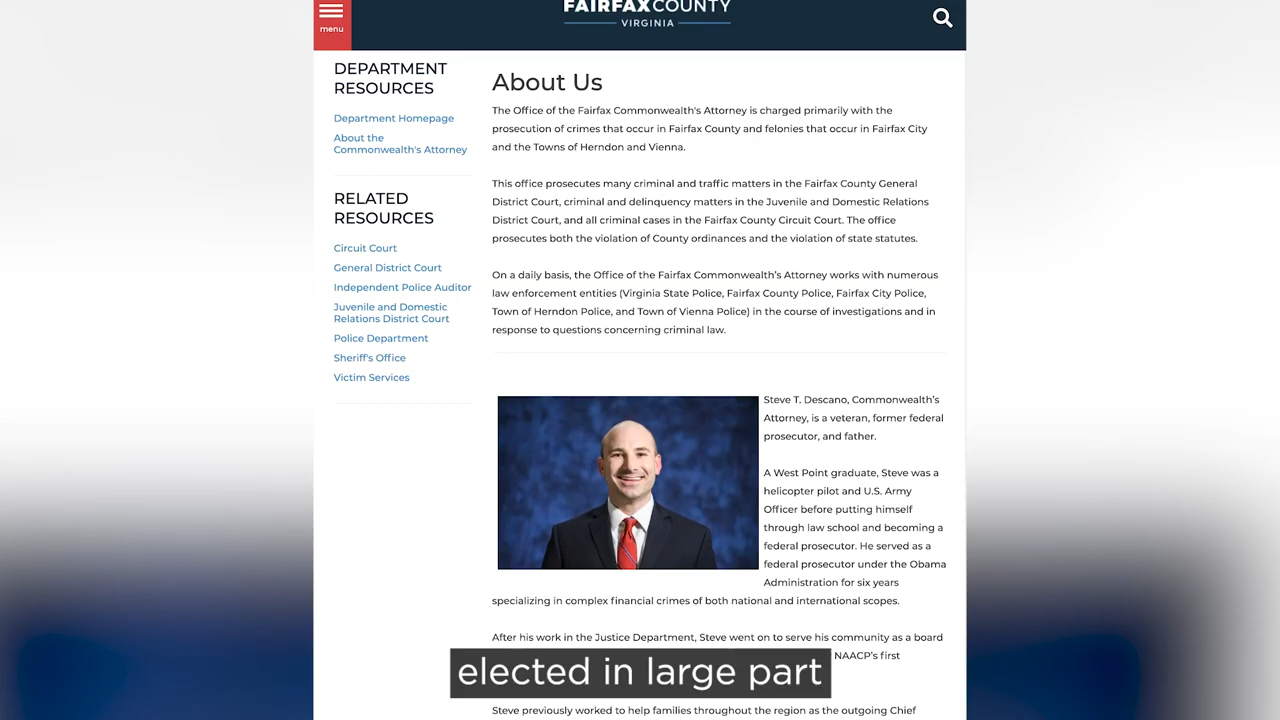 FAIRFAX COUNTY
menu
VIRGINIA
DEPARTMENT
RESOURCES
Department Homepage
About the
Commonwealth's Attorney
RELATED
RESOURCES
Circuit Court
General District Court
Independent Police Auditor
Juvenile and Domestic
Relations District Court
Police Department
Sheriff's Office
Victim Services
About Us
The Office of the Fairfax Commonwealth's Attorney is charged primarily with the
prosecution of crimes that occur in Fairfax County and felonies that occur in Fairfax City
and the Towns of Herndon and Vienna.
This office prosecutes many criminal and traffic matters in the Fairfax County General
District Court, criminal and delinquency matters in the Juvenile and Domestic Relations
District Court, and all criminal cases in the Fairfax County Circuit Court. The office
prosecutes both the violation of County ordinances and the violation of state statutes.
On a daily basis, the Office of the Fairfax Commonwealth's Attorney works with numerous
law enforcement entities (Virginia State Police, Fairfax County Police, Fairfax City Police,
Town of Herndon Police, and Town of Vienna Police) in the course of investigations and in
response to questions concerning criminal law.
Steve T. Descano, Commonwealth's
Attorney, is a veteran, former federal
prosecutor, and father.
A West Point graduate, Steve was a
helicopter pilot and U.S. Army
Officer before putting himself
through law school and becoming a
federal prosecutor. He served as a
federal prosecutor under the Obama
Administration for six years
specializing in complex financial crimes of both national and international scopes.
After his work in the Justice Department, Steve went on to serve his community as a board
NAACP's first
elected in large part
Steve previously worked to help families throughout the region as the outgoing Chief